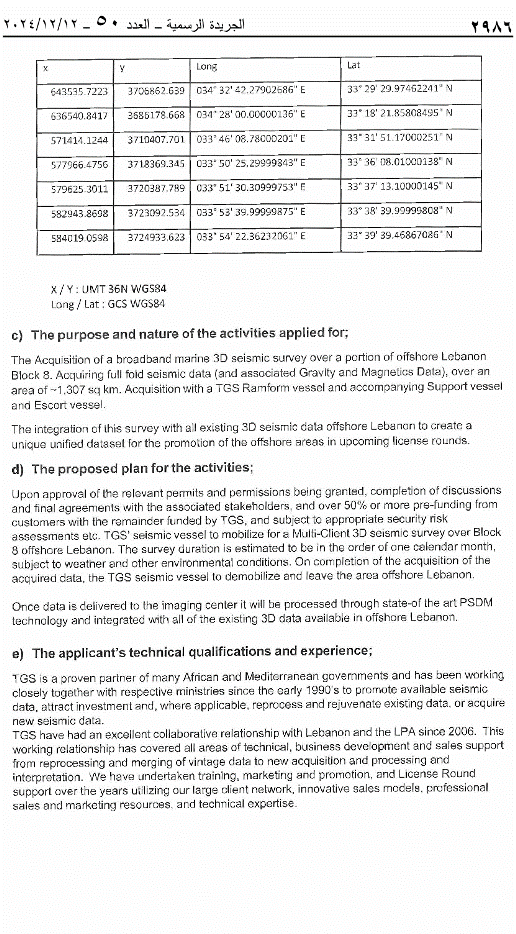 ٢٩٨٦ الجريدة الرسمية – العدد ٥٠ – ٢٠٢٤/١٢/١٢
x y Long Lat
643535.7223 3706862.639 034° 32' 42.27902686" E 33° 29' 29.97462241" N
636540.8417 3686178.668 034° 28' 00.00000136" E 33° 18' 21.85808495" N
571414.1244 3710407.701 033° 46' 08.78000201" E 33° 31' 51.17000251" N
577966.4756 3718369.345 033° 50' 25.29999843" E 33° 36' 08.01000138" N
579625.3011 3720387.789 033° 51' 30.30999753" E 33° 37' 13.10000145" N
582943.8698 3723092.534 033° 53' 39.99999875" E 33° 38' 39.99999808" N
584019.0598 3724933.623 033° 54' 22.36232061" E 33° 39' 39.46867086" N
X / Y : UMT 36N WGS84
Long / Lat : GCS WGS84
c) The purpose and nature of the activities applied for;
The Acquisition of a broadband marine 3D seismic survey over a portion of offshore Lebanon
Block 8. Acquiring full fold seismic data (and associated Gravity and Magnetics Data), over an
area of ~1,307 sq km. Acquisition with a TGS Ramform vessel and accompanying Support vessel
and Escort vessel.
The integration of this survey with all existing 3D seismic data offshore Lebanon to create a
unique unified dataset for the promotion of the offshore areas in upcoming license rounds.
d) The proposed plan for the activities;
Upon approval of the relevant permits and permissions being granted, completion of discussions
and final agreements with the associated stakeholders, and over 50% or more pre-funding from
customers with the remainder funded by TGS, and subject to appropriate security risk
assessments etc. TGS' seismic vessel to mobilize for a Multi-Client 3D seismic survey over Block
8 offshore Lebanon. The survey duration is estimated to be in the order of one calendar month,
subject to weather and other environmental conditions. On completion of the acquisition of the
acquired data, the TGS seismic vessel to demobilize and leave the area offshore Lebanon.
Once data is delivered to the imaging center it will be processed through state-of the art PSDM
technology and integrated with all of the existing 3D data available in offshore Lebanon.
e) The applicant's technical qualifications and experience;
TGS is a proven partner of many African and Mediterranean governments and has been working
closely together with respective ministries since the early 1990's to promote available seismic
data, attract investment and, where applicable, reprocess and rejuvenate existing data, or acquire
new seismic data.
TGS have had an excellent collaborative relationship with Lebanon and the LPA since 2006. This
working relationship has covered all areas of technical, business development and sales support
from reprocessing and merging of vintage data to new acquisition and processing and
interpretation. We have undertaken training, marketing and promotion, and License Round
support over the years utilizing our large client network, innovative sales models, professional
sales and marketing resources, and technical expertise.